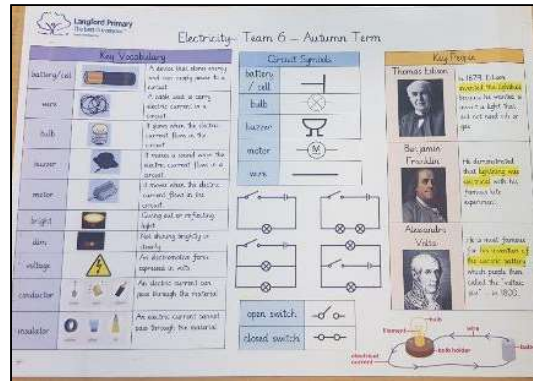 Langford Primary
Electricity - Team 6 - Autumn Term
Key Vocabulary
battery/cell
A device that stores energy
and can supply power to a
circuit.
wire
A cable used to carry
electric current in a
circuit.
bulb
It glows when the electric
current flows in the
circuit.
buzzer
It makes a sound when the
electric current flows in the
circuit.
motor
It moves when the electric
current flows in the
circuit.
bright
Giving out or reflecting
light.
dim
Not shining brightly or
clearly.
voltage
An electromotive force
expressed in volts.
conductor
An electric current can
pass through the material
insulator
An electric current cannot
pass through the material
Circuit Symbols
battery
/ cell
bulb
buzzer
motor
M
wire
open switch
closed switch
Key People
Thomas Edison
In 1879, Edison
invented the lightbulb
because he wanted to
invent a light that
did not need oil or
gas
Benjamin
Franklin
He demonstrated
that lightning was
electrical with his
famous kite
experiment.
Alessandro
Volta
He is most famous
for his invention of
the electric battery
which people then
called the "voltaic
pile" in 1800.
bulb
filament
wire
bulb holder
electrical
current